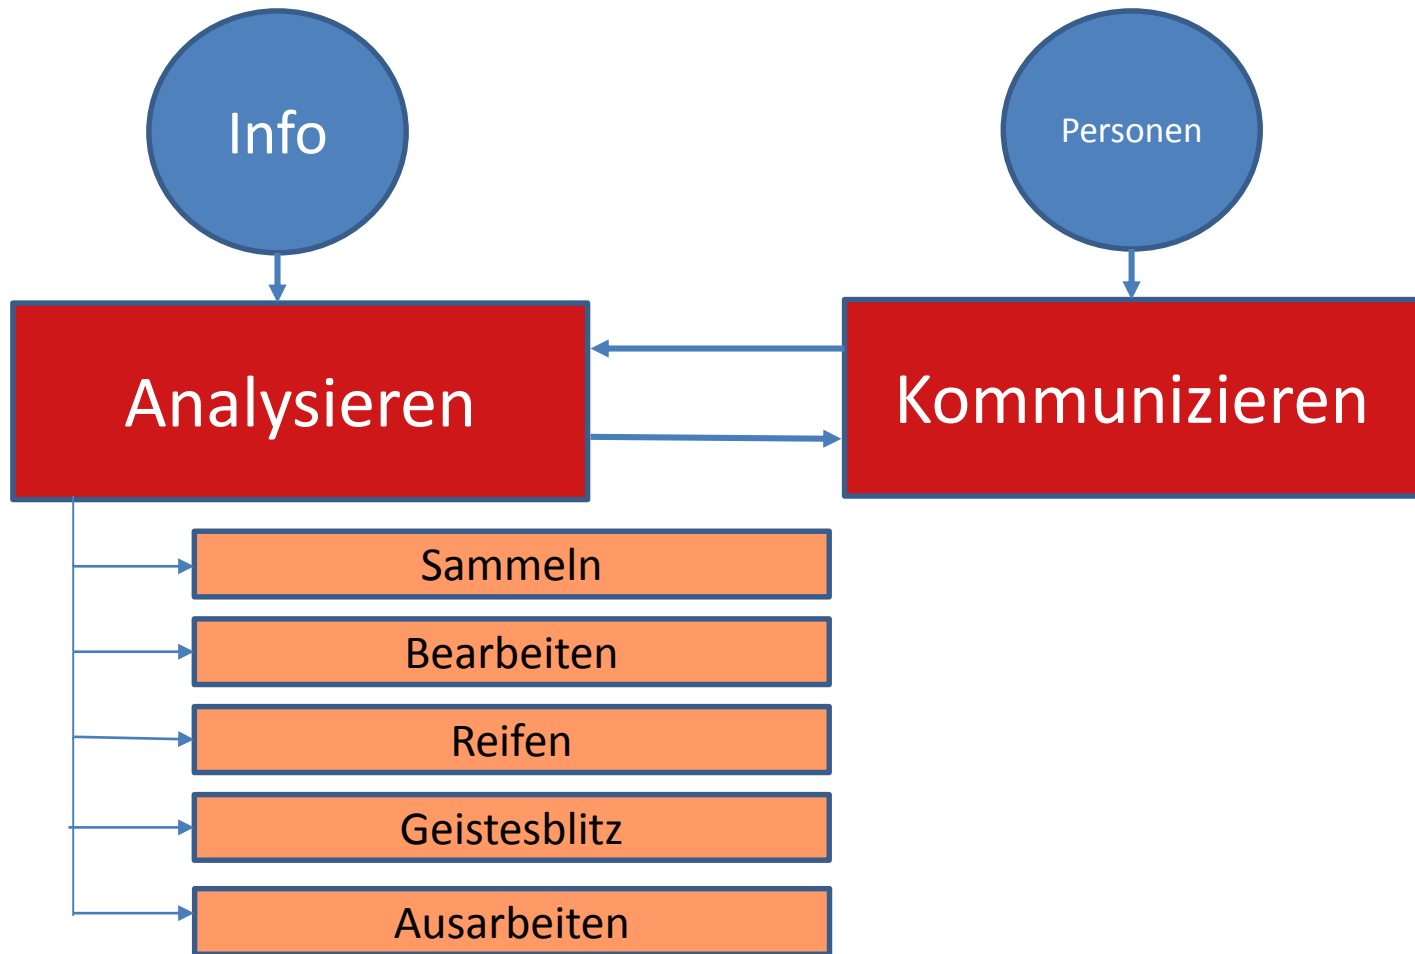 Info
Personen
Analysieren
Kommunizieren
Sammeln
Bearbeiten
Reifen
Geistesblitz
Ausarbeiten